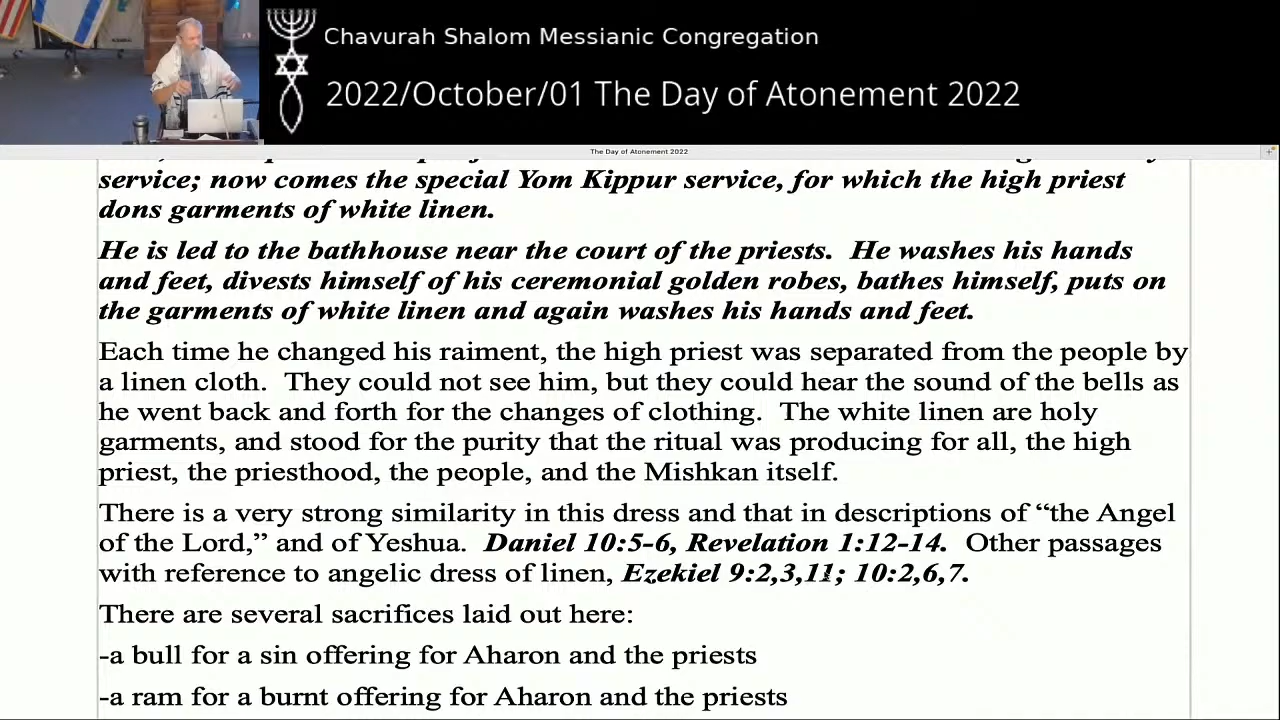 Chavurah Shalom Messianic Congregation
2022/October/01 The Day of Atonement 2022
The Day of Atonement 2022
service; now comes the special Yom Kippur service, for which the high priest
dons garments of white linen.
He is led to the bathhouse near the court of the priests.  He washes his hands
and feet, divests himself of his ceremonial golden robes, bathes himself, puts on
the garments of white linen and again washes his hands and feet.
Each time he changed his raiment, the high priest was separated from the people by
a linen cloth.  They could not see him, but they could hear the sound of the bells as
he went back and forth for the changes of clothing.  The white linen are holy
garments, and stood for the purity that the ritual was producing for all, the high
priest, the priesthood, the people, and the Mishkan itself.
There is a very strong similarity in this dress and that in descriptions of “the Angel
of the Lord,” and of Yeshua.  Daniel 10:5-6, Revelation 1:12-14.  Other passages
with reference to angelic dress of linen, Ezekiel 9:2,3,11; 10:2,6,7.
There are several sacrifices laid out here:
-a bull for a sin offering for Aharon and the priests
-a ram for a burnt offering for Aharon and the priests